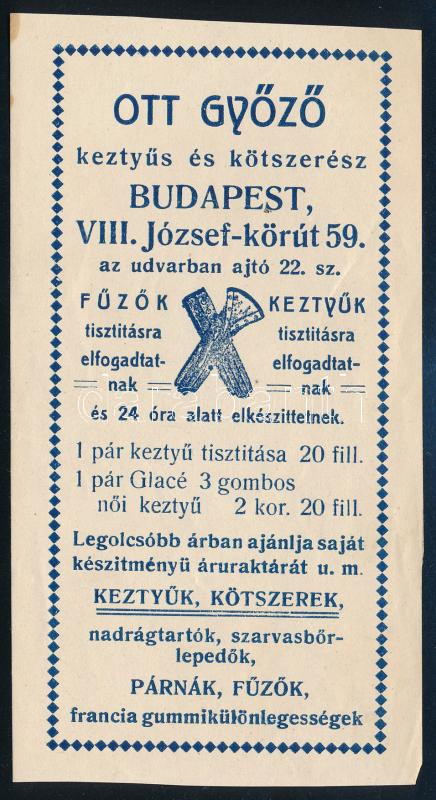 OTT GYŐZŐ
keztyűs és kötszerész
BUDAPEST,
VIII. József-körút 59.
az udvarban ajtó 22. sz.
FŰZŐK
tisztitásra
elfogadtat-
nak
KEZTYŰK
tisztitásra
elfogadtat-
nak
és 24 óra alatt elkészittetnek.
1 pár keztyű tisztitása 20 fill.
1 pár Glacé 3 gombos
női keztyű 2 kor. 20 fill.
Legolcsóbb árban ajánlja saját
készitményü áruraktárát u. m.
KEZTYŰK, KÖTSZEREK,
nadrágtartók, szarvasbőr-
lepedők,
PÁRNÁK, FŰZŐK,
francia gummikülönlegességek